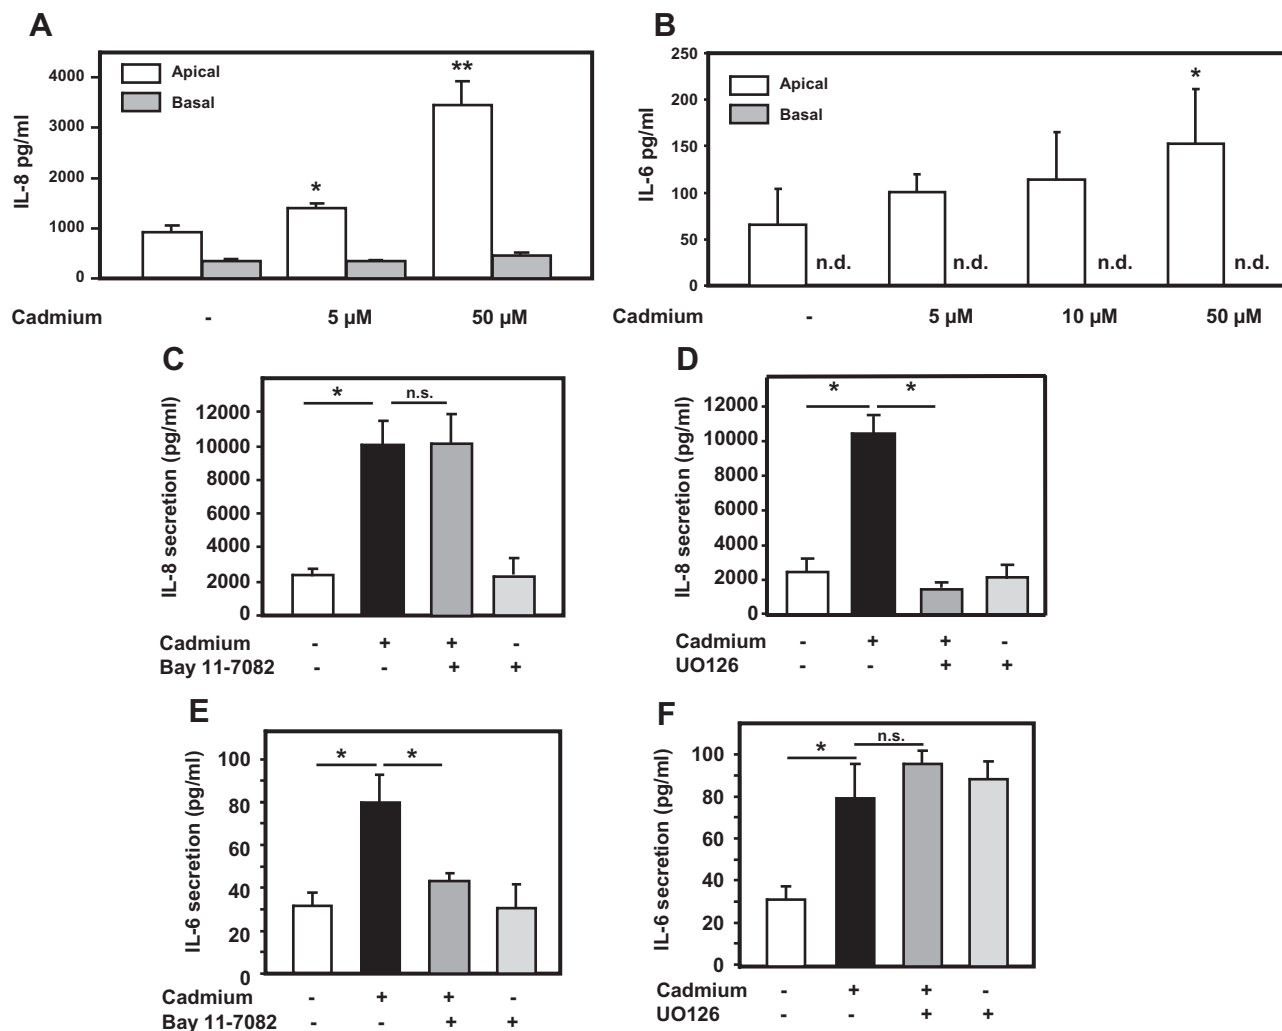 A
IL-8 pg/ml
4000
3000
2000
1000
0
Apical
Basal
*
**
Cadmium - 5 µM 50 µM
B
IL-6 pg/ml
250
200
150
100
50
0
Apical
Basal
*
n.d. n.d. n.d. n.d.
Cadmium - 5 µM 10 µM 50 µM
C
IL-8 secretion (pg/ml)
12000
10000
8000
6000
4000
2000
0
* n.s.
Cadmium - + + -
Bay 11-7082 - - + +
D
IL-8 secretion (pg/ml)
12000
10000
8000
6000
4000
2000
0
* *
Cadmium - + + -
UO126 - - + +
E
IL-6 secretion (pg/ml)
100
80
60
40
20
0
* *
Cadmium - + + -
Bay 11-7082 - - + +
F
IL-6 secretion (pg/ml)
100
80
60
40
20
0
* n.s.
Cadmium - + + -
UO126 - - + +